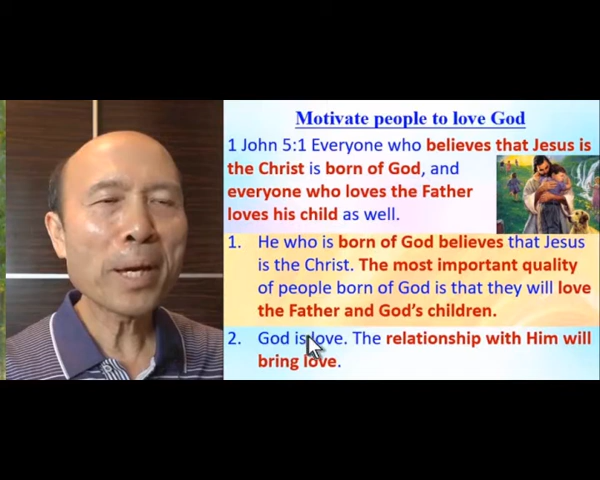 Motivate people to love God
1 John 5:1 Everyone who believes that Jesus is
the Christ is born of God, and
everyone who loves the Father
loves his child as well.
1. He who is born of God believes that Jesus
is the Christ. The most important quality
of people born of God is that they will love
the Father and God's children.
2. God is love. The relationship with Him will
bring love.